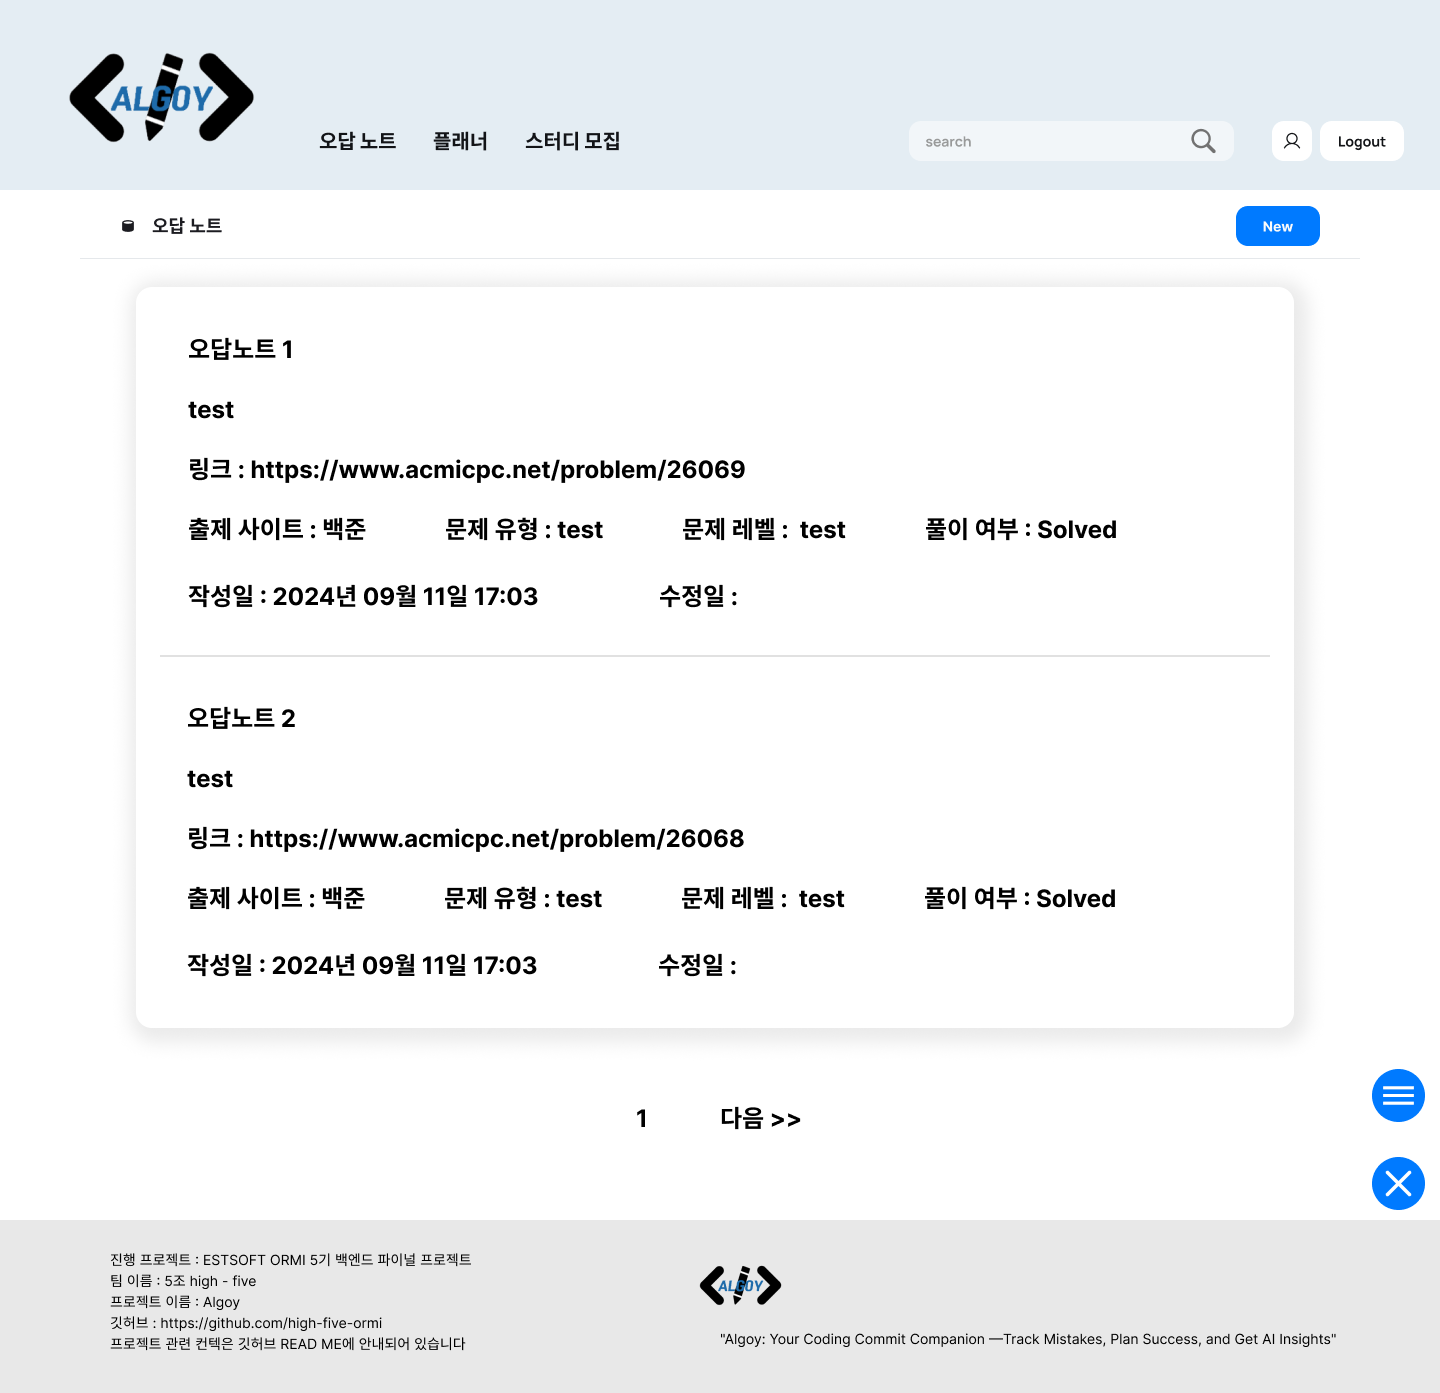 ALGOY
오답 노트 플래너 스터디 모집 search Logout
오답 노트 New
오답노트 1
test
링크 : https://www.acmicpc.net/problem/26069
출제 사이트 : 백준 문제 유형 : test 문제 레벨 : test 풀이 여부 : Solved
작성일 : 2024년 09월 11일 17:03 수정일 :
오답노트 2
test
링크 : https://www.acmicpc.net/problem/26068
출제 사이트 : 백준 문제 유형 : test 문제 레벨 : test 풀이 여부 : Solved
작성일 : 2024년 09월 11일 17:03 수정일 :
1 다음 >>
진행 프로젝트 : ESTSOFT ORMI 5기 백엔드 파이널 프로젝트
팀 이름 : 5조 high - five
프로젝트 이름 : Algoy
깃허브 : https://github.com/high-five-ormi
프로젝트 관련 컨텍은 깃허브 READ ME에 안내되어 있습니다
ALGOY
"Algoy: Your Coding Commit Companion —Track Mistakes, Plan Success, and Get AI Insights"